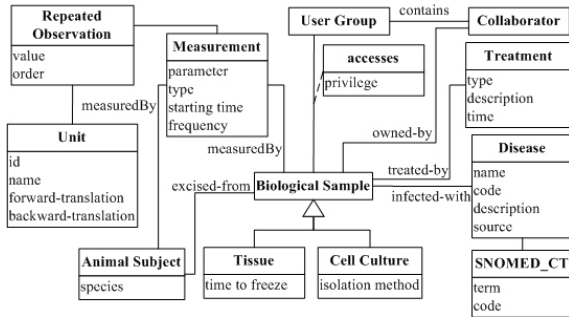 Repeated
Observation
value
order
Measurement
parameter
type
starting time
frequency
User Group
contains
Collaborator
accesses
privilege
Treatment
type
description
time
measuredBy
Unit
id
name
forward-translation
backward-translation
measuredBy
owned-by
treated-by
infected-with
Disease
name
code
description
source
excised-from
Biological Sample
Animal Subject
species
Tissue
time to freeze
Cell Culture
isolation method
SNOMED_CT
term
code